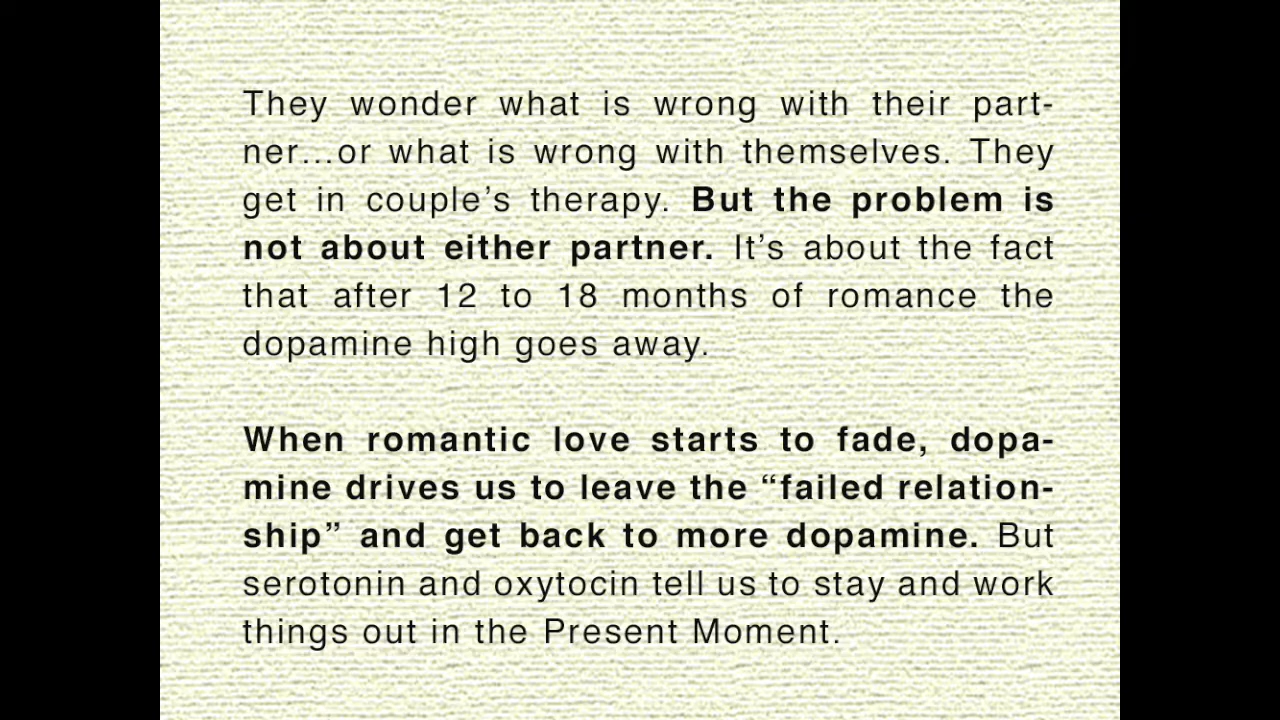 They wonder what is wrong with their part-
ner…or what is wrong with themselves. They
get in couple’s therapy. But the problem is
not about either partner. It’s about the fact
that after 12 to 18 months of romance the
dopamine high goes away.
When romantic love starts to fade, dopa-
mine drives us to leave the “failed relation-
ship” and get back to more dopamine. But
serotonin and oxytocin tell us to stay and work
things out in the Present Moment.